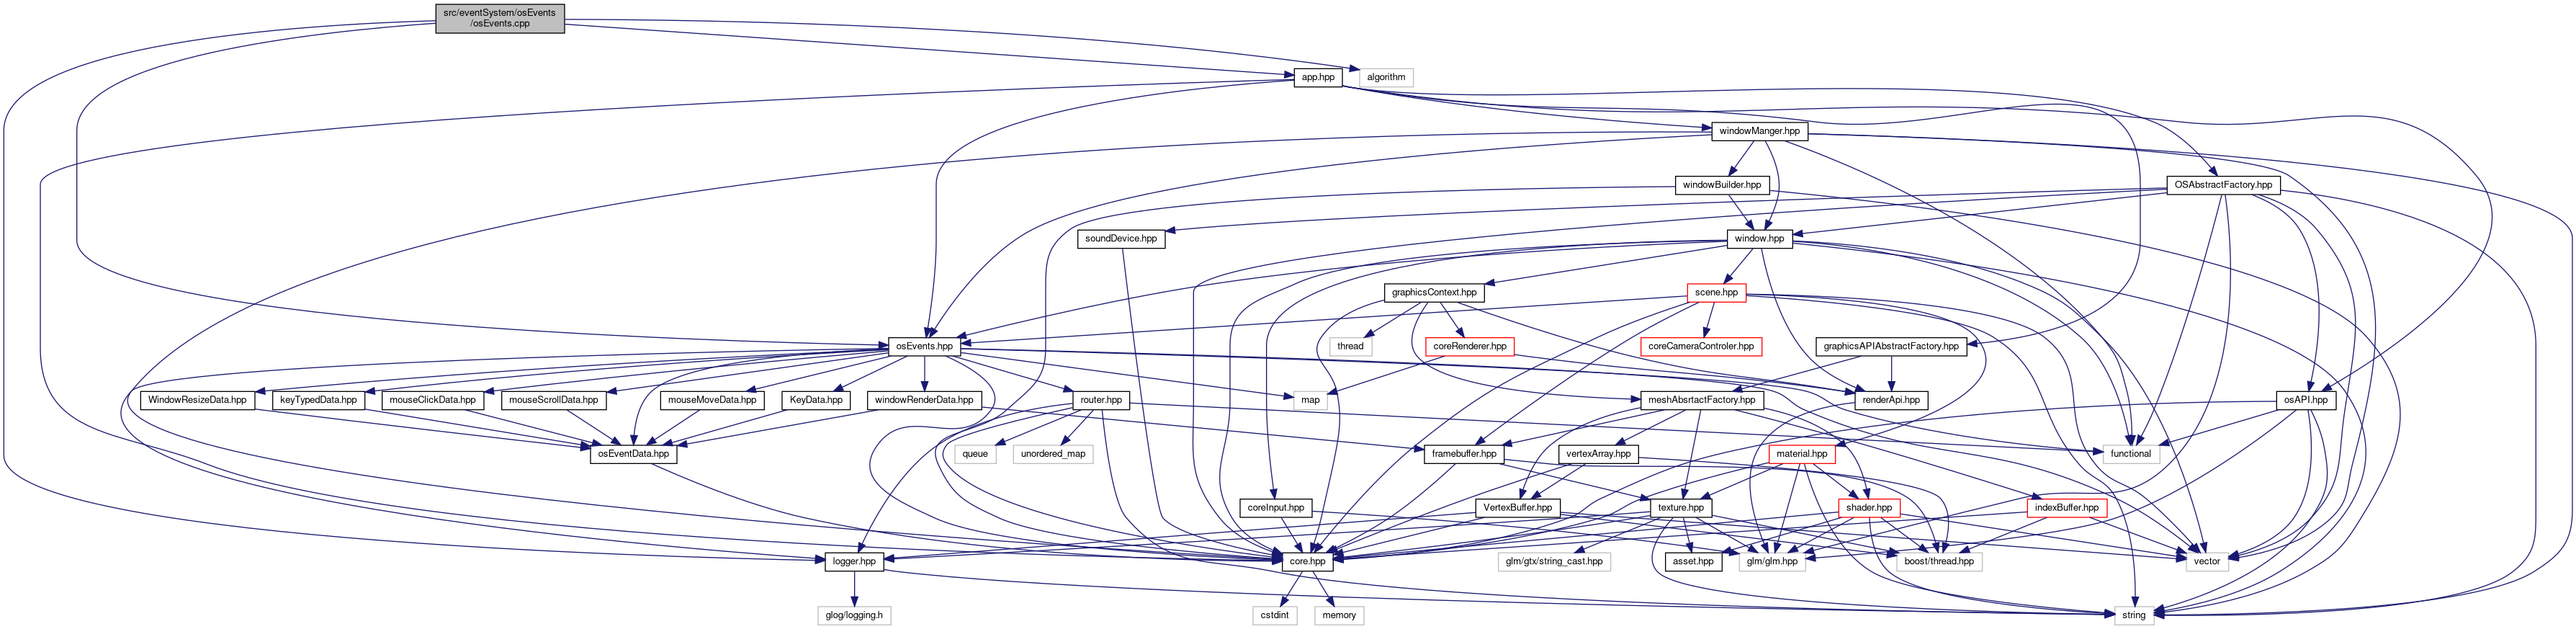 src/eventSystem/osEvents
/osEvents.cpp
app.hpp
algorithm
windowManger.hpp
windowBuilder.hpp
OSAbstractFactory.hpp
soundDevice.hpp
window.hpp
graphicsContext.hpp
scene.hpp
osEvents.hpp
thread
coreRenderer.hpp
coreCameraControler.hpp
graphicsAPIAbstractFactory.hpp
WindowResizeData.hpp
keyTypedData.hpp
mouseClickData.hpp
mouseScrollData.hpp
mouseMoveData.hpp
KeyData.hpp
windowRenderData.hpp
router.hpp
map
meshAbsrtactFactory.hpp
renderApi.hpp
osAPI.hpp
osEventData.hpp
queue
unordered_map
framebuffer.hpp
vertexArray.hpp
material.hpp
functional
coreInput.hpp
VertexBuffer.hpp
texture.hpp
shader.hpp
indexBuffer.hpp
logger.hpp
core.hpp
glm/gtx/string_cast.hpp
asset.hpp
glm/glm.hpp
boost/thread.hpp
vector
glog/logging.h
cstdint
memory
string